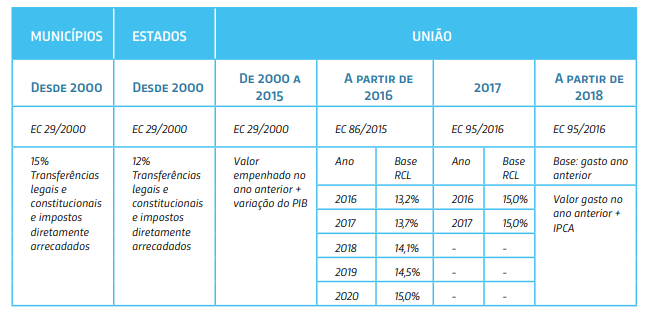 MUNICÍPIOS ESTADOS UNIÃO
DESDE 2000 DESDE 2000 DE 2000 A 2015 A PARTIR DE 2016 2017 A PARTIR DE 2018
EC 29/2000 EC 29/2000 EC 29/2000 EC 86/2015 EC 95/2016 EC 95/2016
15%
Transferências
legais e
constitucionais
e impostos
diretamente
arrecadados
12%
Transferências
legais e
constitucionais
e impostos
diretamente
arrecadados
Valor
empenhado no
ano anterior +
variação do PIB
Ano Base RCL Ano Base RCL
2016 13,2% 2016 15,0%
2017 13,7% 2017 15,0%
2018 14,1% - -
2019 14,5% - -
2020 15,0% - -
Base: gasto ano
anterior
Valor gasto no
ano anterior +
IPCA